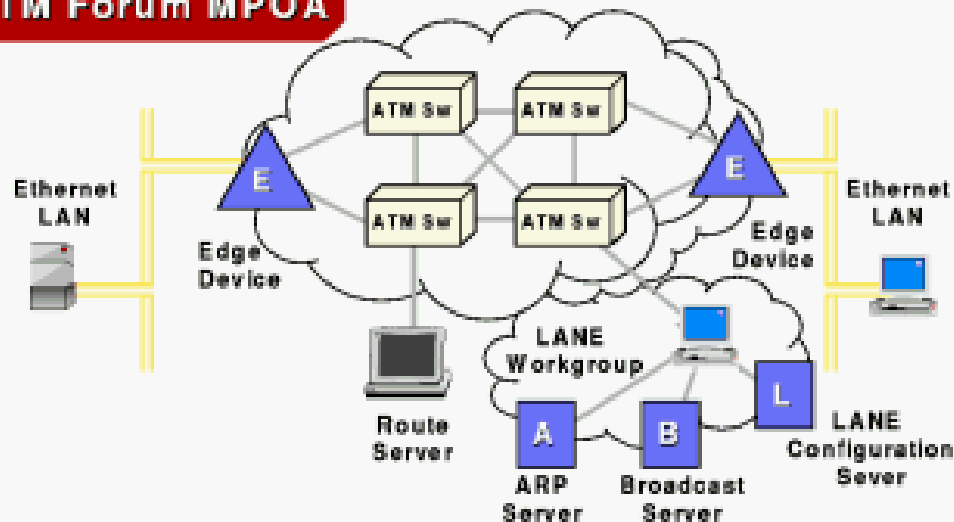 TM Forum MPOA
ATM Sw
ATM Sw
E
E
Ethernet
LAN
Ethernet
LAN
ATM Sw
ATM Sw
Edge
Device
Edge
Device
LANE
Workgroup
Route
Server
A
B
L
LANE
Configuration
Sever
ARP
Server
Broadcast
Server